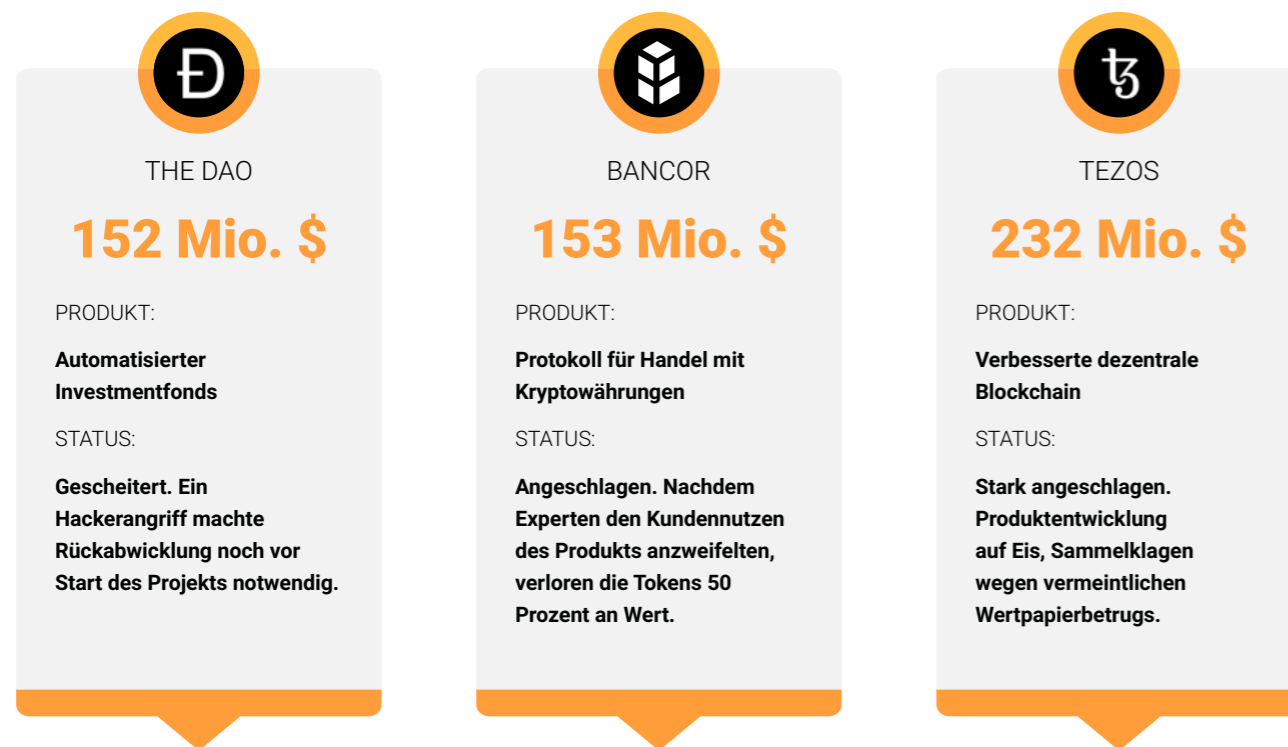 THE DAO
152 Mio. $
PRODUKT:
Automatisierter
Investmentfonds
STATUS:
Gescheitert. Ein
Hackerangriff machte
Rückabwicklung noch vor
Start des Projekts notwendig.
BANCOR
153 Mio. $
PRODUKT:
Protokoll für Handel mit
Kryptowährungen
STATUS:
Angeschlagen. Nachdem
Experten den Kundennutzen
des Produkts anzweifelten,
verloren die Tokens 50
Prozent an Wert.
TEZOS
232 Mio. $
PRODUKT:
Verbesserte dezentrale
Blockchain
STATUS:
Stark angeschlagen.
Produktentwicklung
auf Eis, Sammelklagen
wegen vermeintlichen
Wertpapierbetrugs.